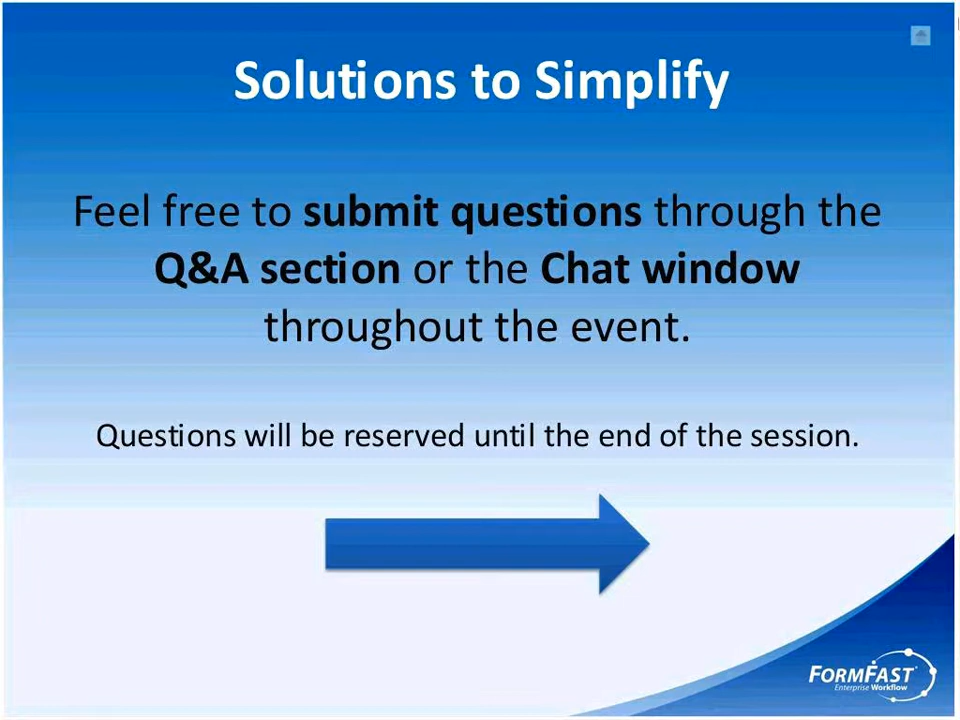 Solutions to Simplify
Feel free to submit questions through the
Q&A section or the Chat window
throughout the event.
Questions will be reserved until the end of the session.
FORMFAST
Enterprise Workflow